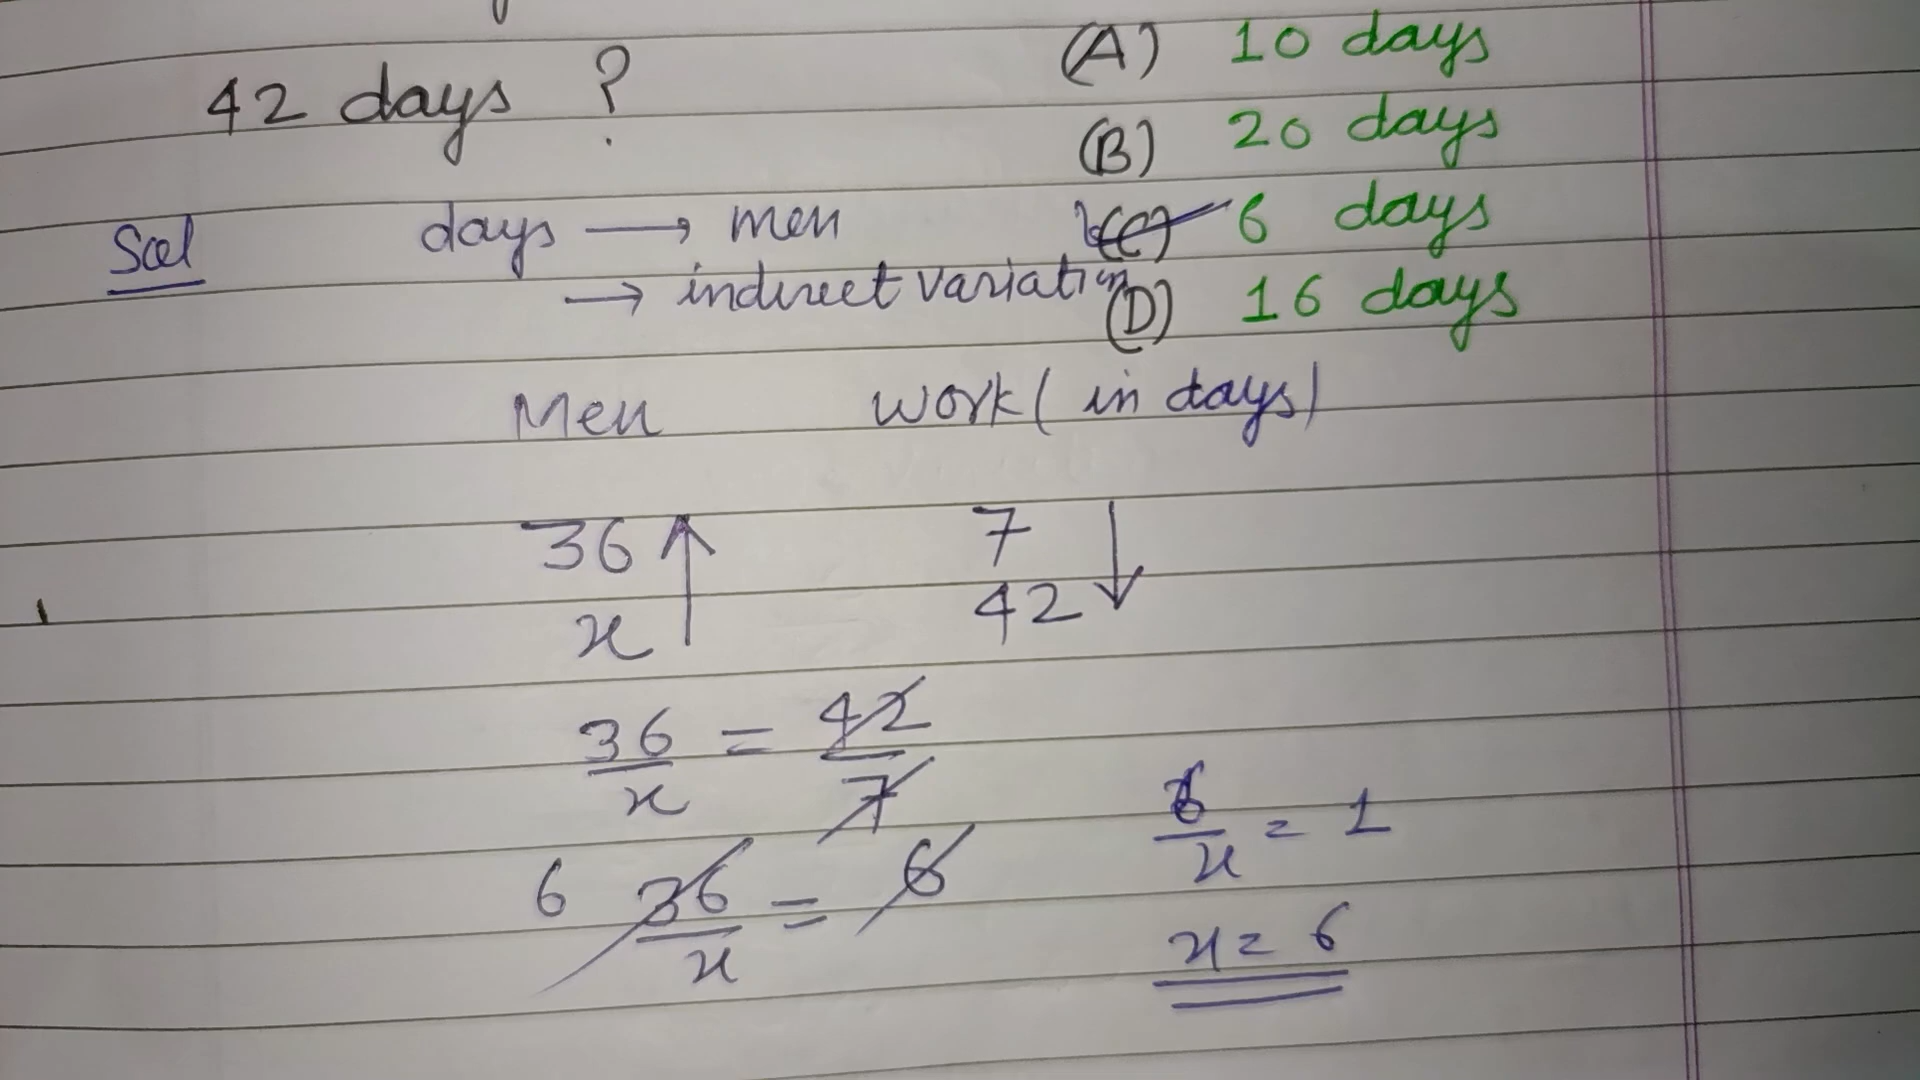 42 days ?
(A) 10 days
(B) 20 days
(C) 6 days
(D) 16 days
Sol days → men
→ indirect variation
Men work ( in days)
36 7
x 42
36/x = 42/7
6 36/x = 6
6/x = 1
x = 6